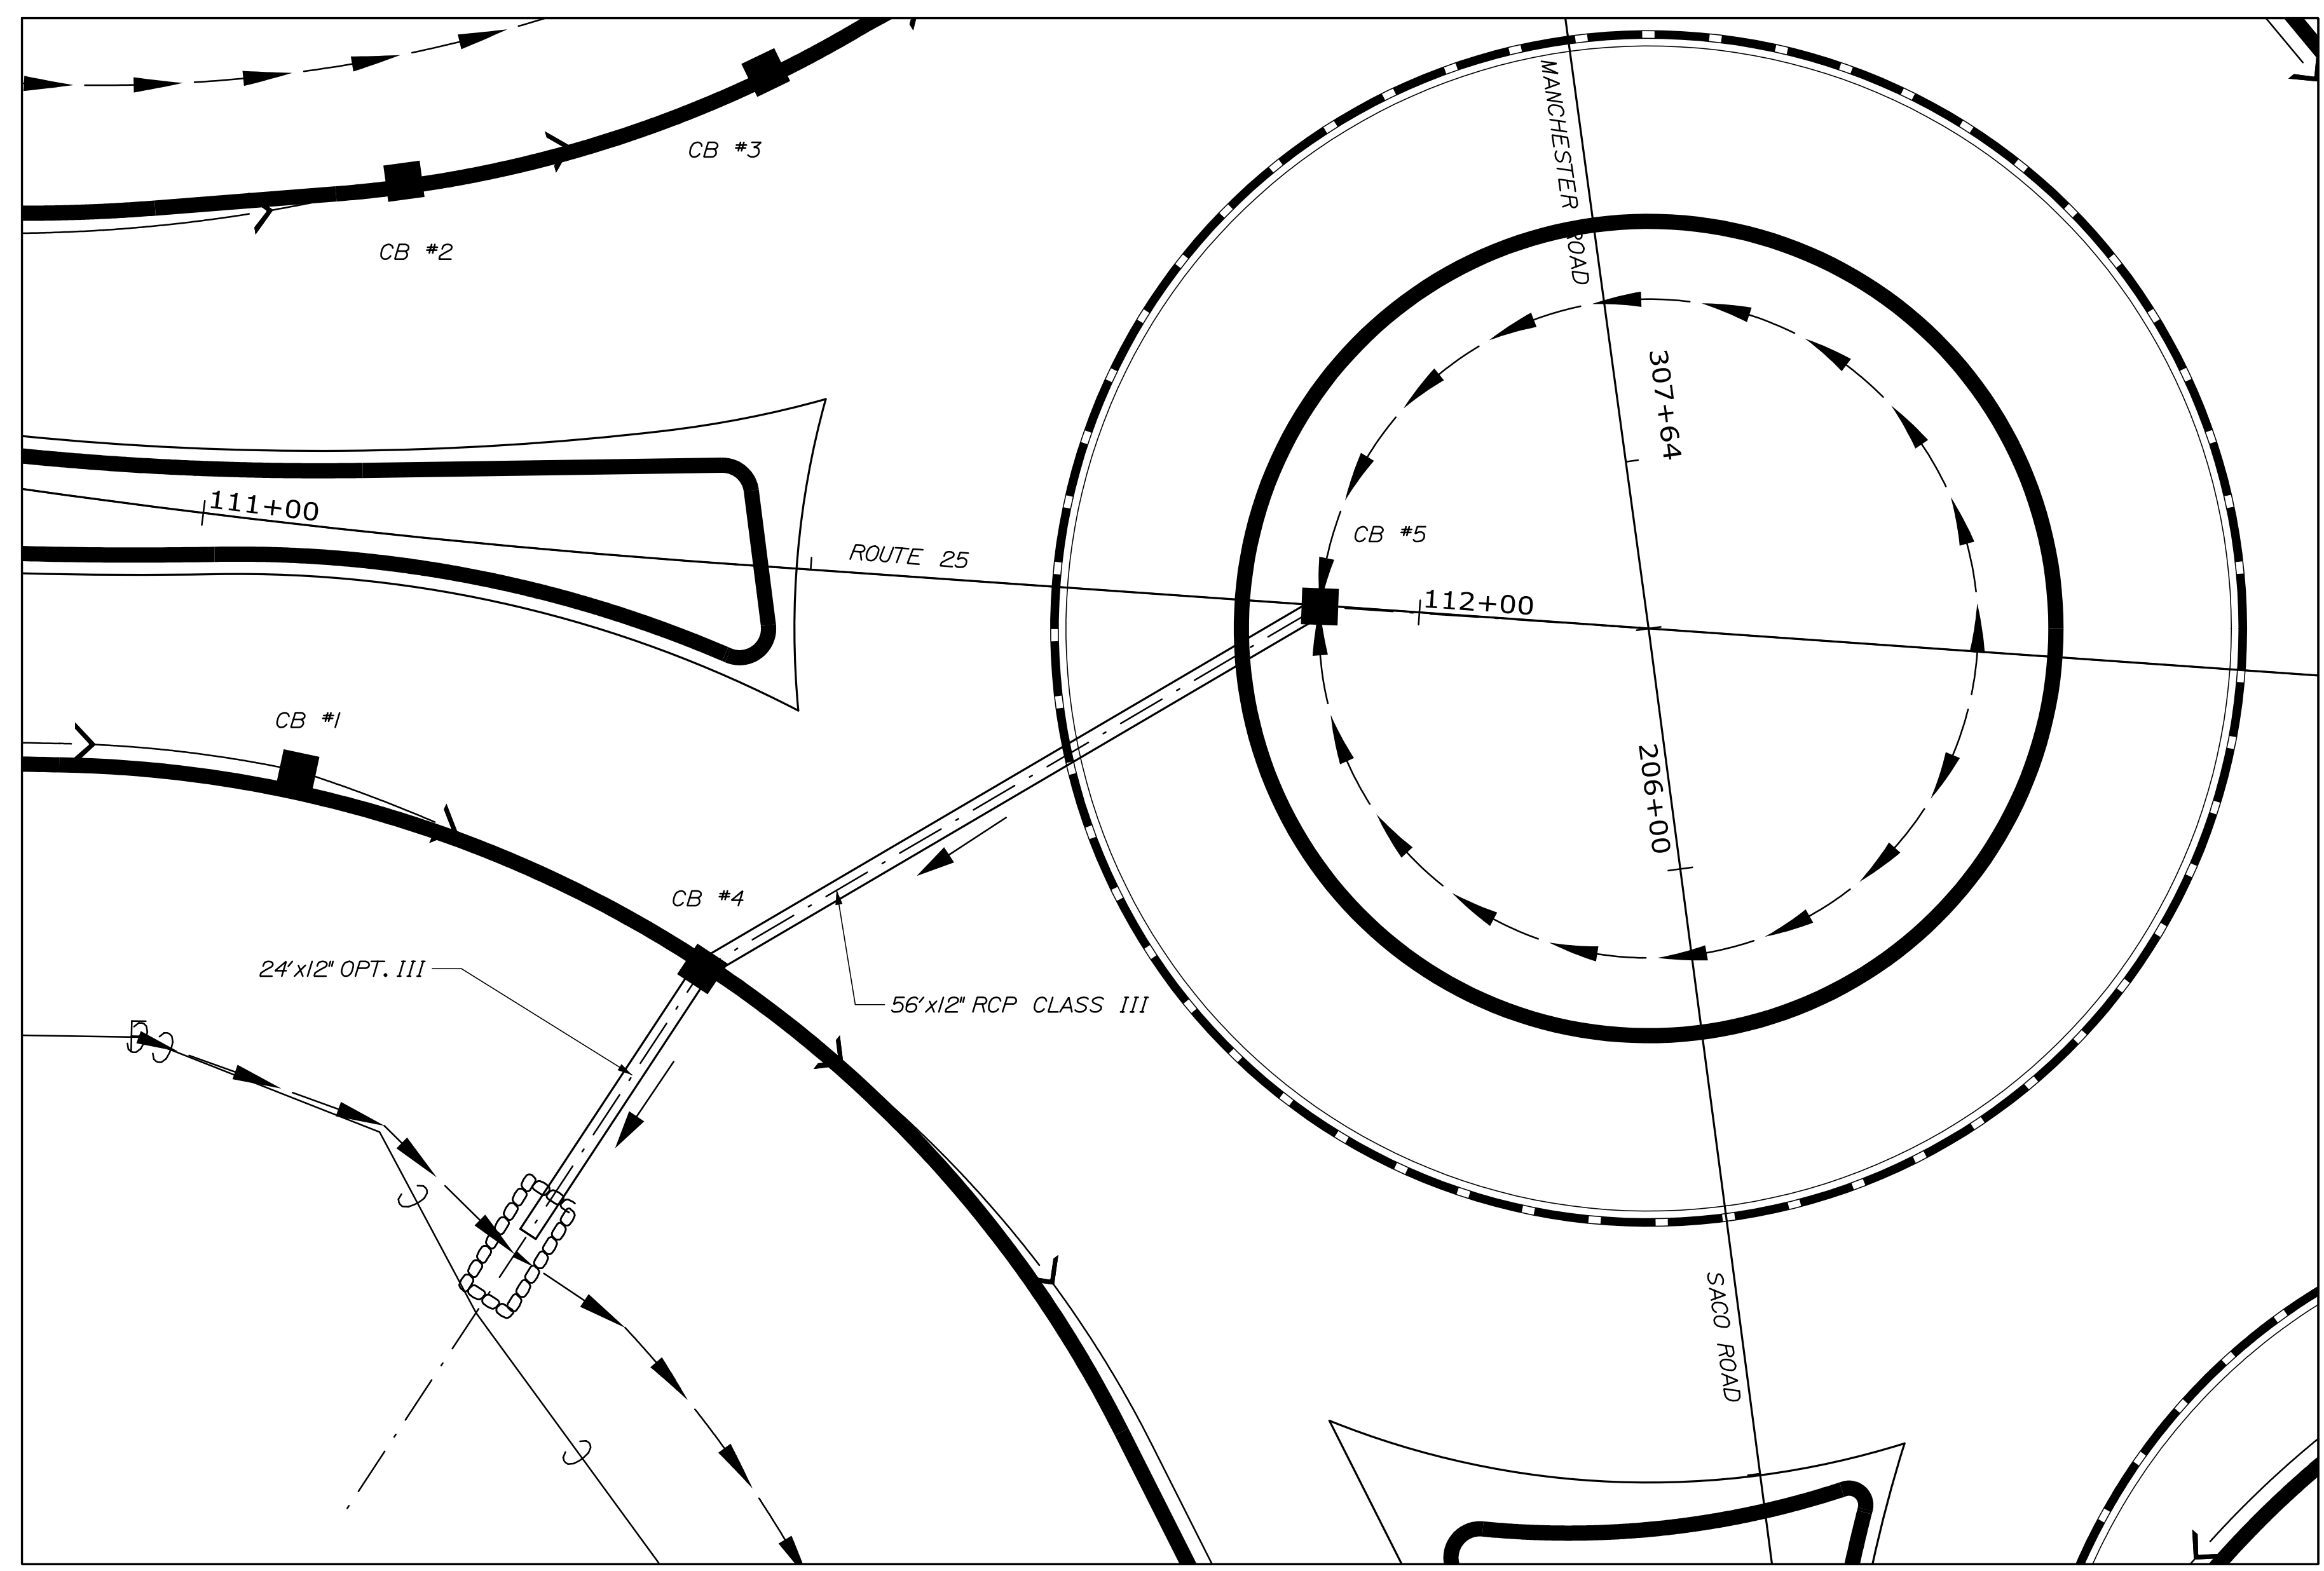 CB #3
CB #2
MANCHESTER ROAD
307+64
111+00
ROUTE 25
CB #5
112+00
CB #1
206+00
CB #4
24'x12" OPT. III
56'x12" RCP CLASS III
SACO ROAD